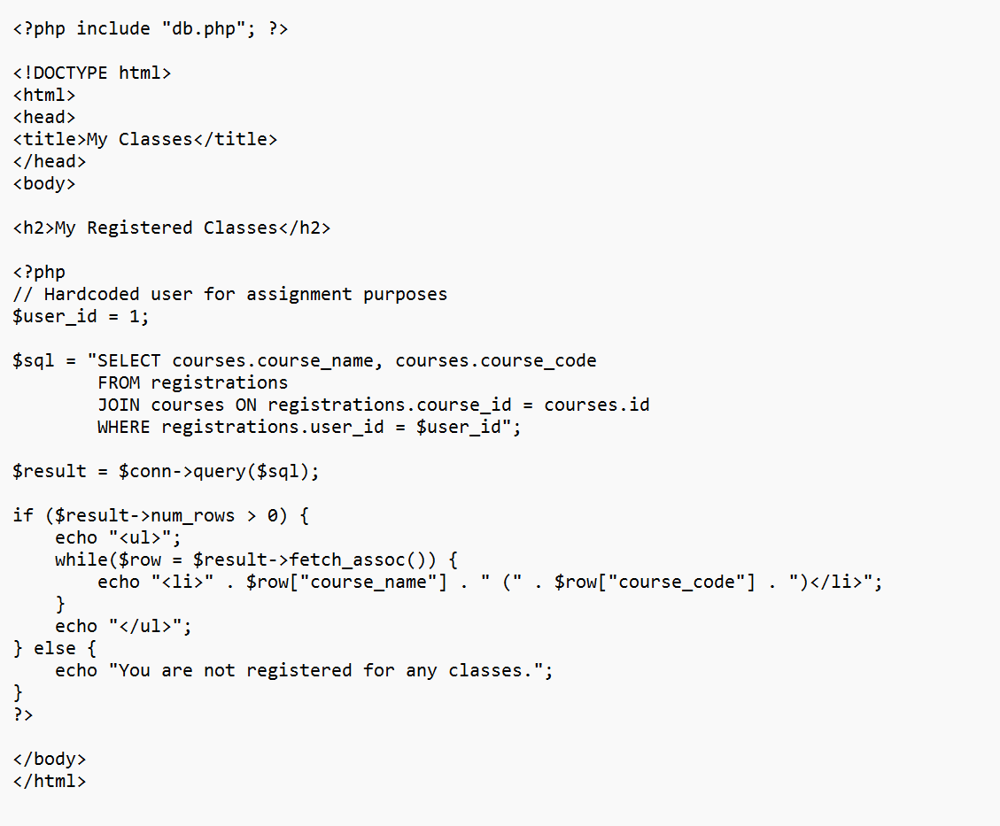 <?php include "db.php"; ?>

<!DOCTYPE html>
<html>
<head>
<title>My Classes</title>
</head>
<body>

<h2>My Registered Classes</h2>

<?php
// Hardcoded user for assignment purposes
$user_id = 1;

$sql = "SELECT courses.course_name, courses.course_code
        FROM registrations
        JOIN courses ON registrations.course_id = courses.id
        WHERE registrations.user_id = $user_id";

$result = $conn->query($sql);

if ($result->num_rows > 0) {
    echo "<ul>";
    while($row = $result->fetch_assoc()) {
        echo "<li>" . $row["course_name"] . " (" . $row["course_code"] . ")</li>";
    }
    echo "</ul>";
} else {
    echo "You are not registered for any classes.";
}
?>

</body>
</html>